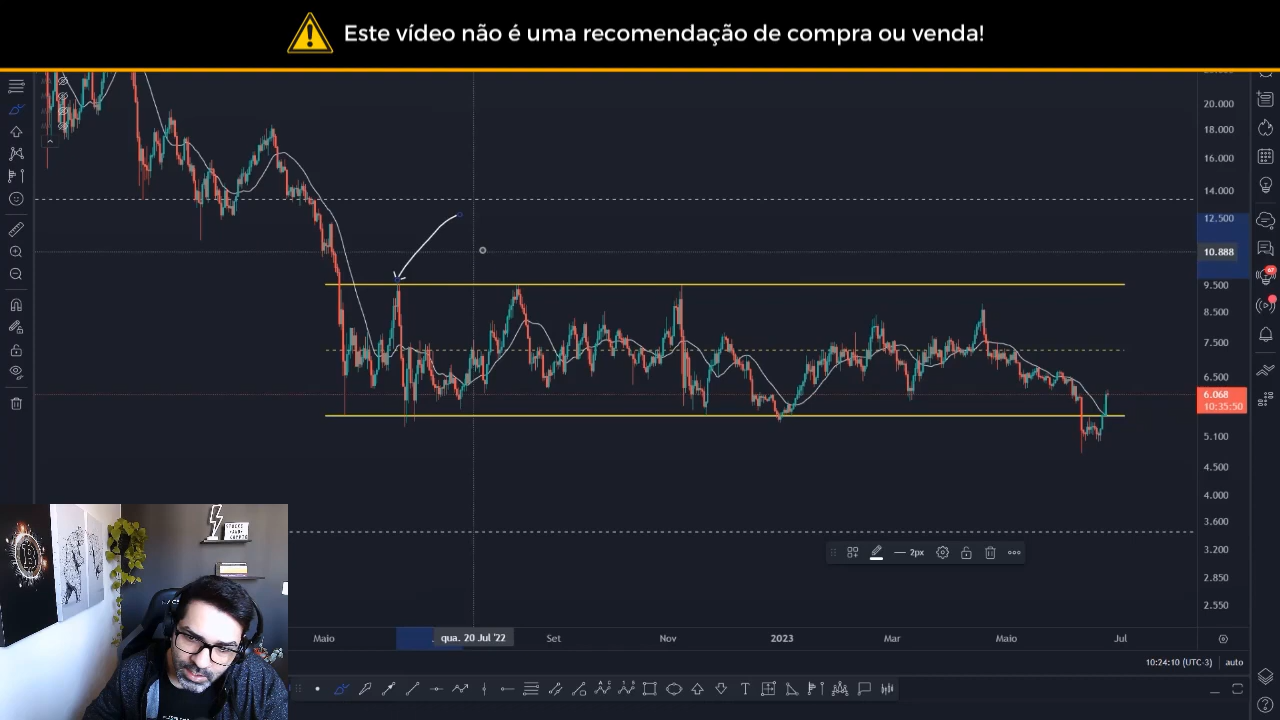 Este vídeo não é uma recomendação de compra ou venda!
20.000
18.000
16.000
14.000
12.500
10.888
9.500
8.500
7.500
6.500
6.068
10:35:50
5.100
4.500
4.000
3.600
3.200
2.850
2.550
2px
Maio
qua. 20 Jul '22
Set
Nov
2023
Mar
Maio
Jul
10:24:10 (UTC-3)
auto
T
67